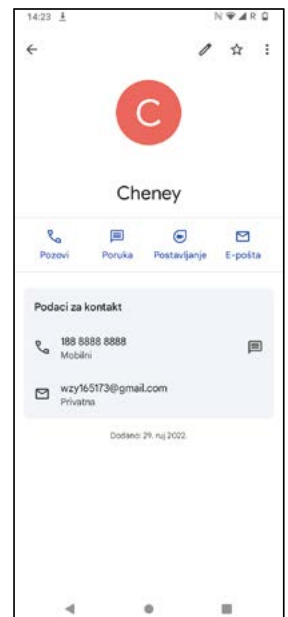 14:23
R
C
Cheney
Pozovi Poruka Postavljanje E-pošta
Podaci za kontakt
188 8888 8888
Mobilni
wzy165173@gmail.com
Privatna
Dodano: 29. ruj 2022.